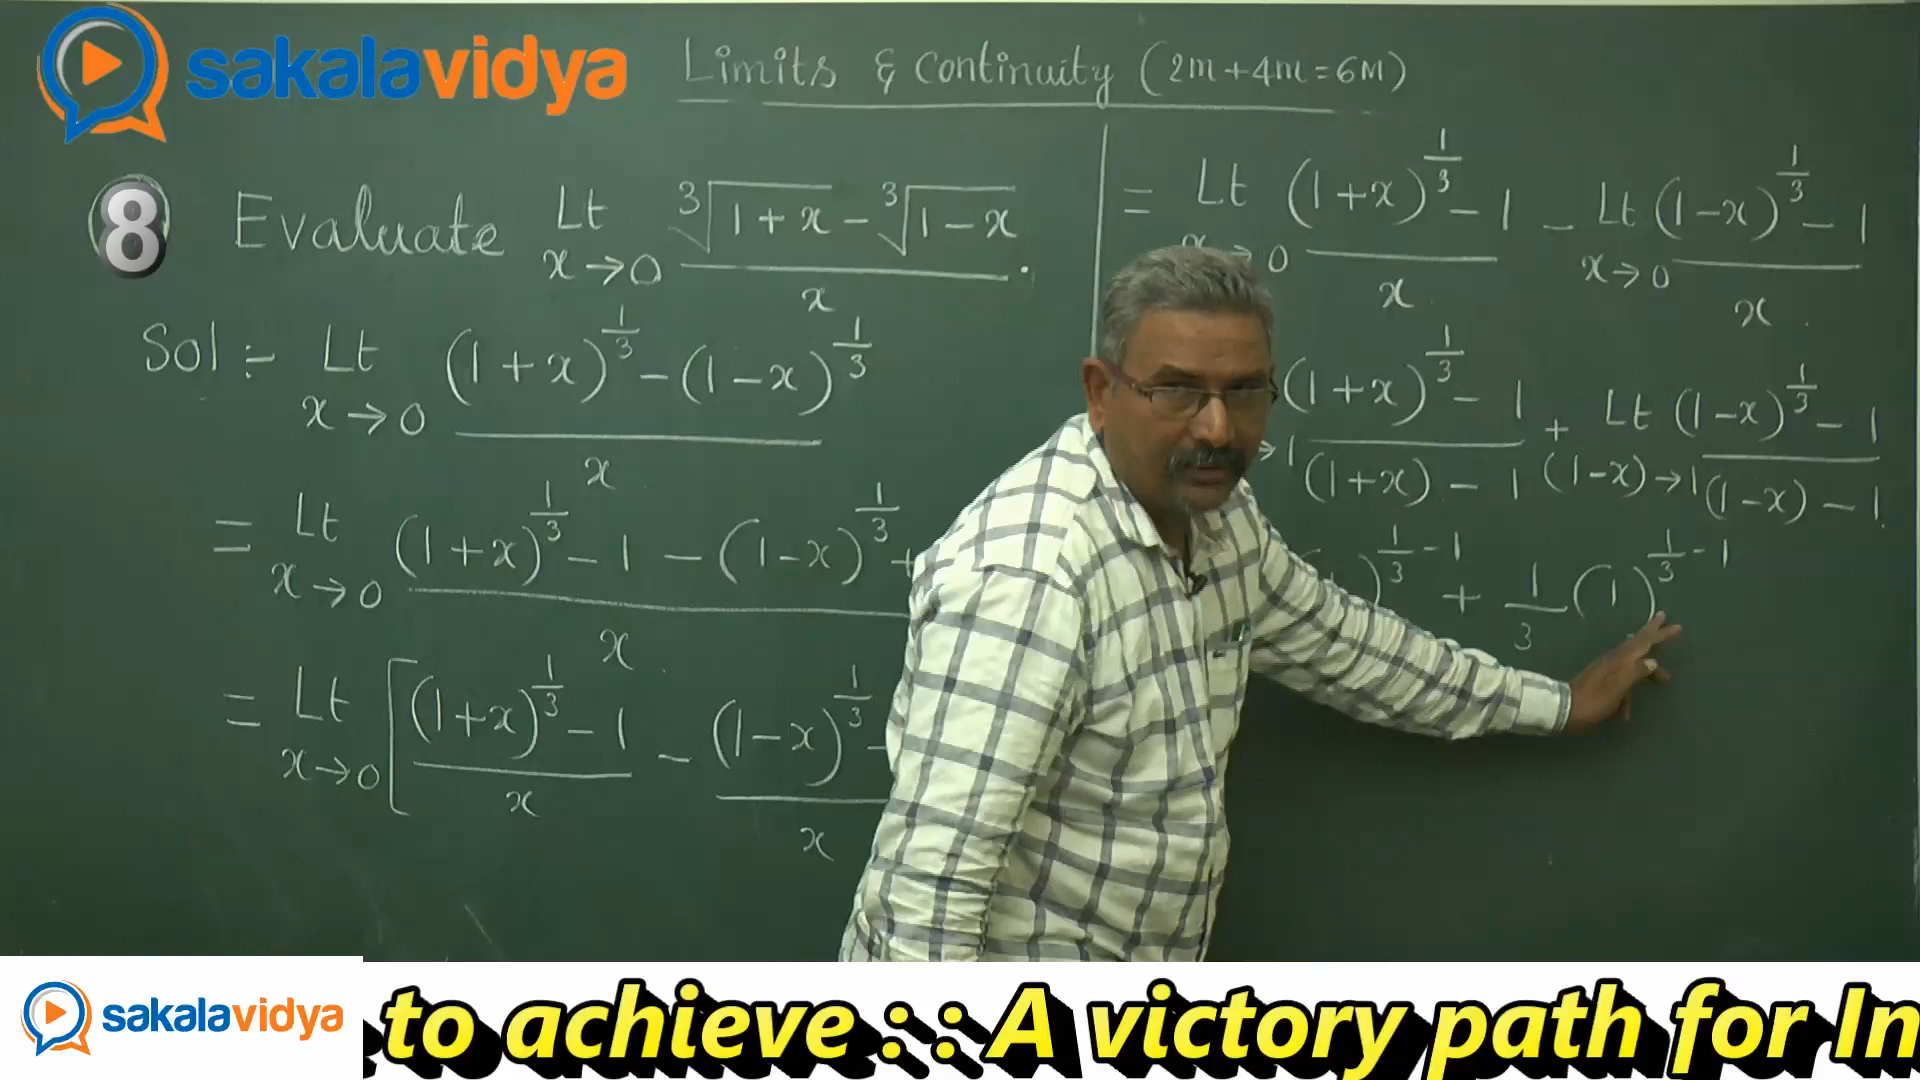 sakalavidya
Limits & Continuity (2m+4m=6M)
8 Evaluate Lt x→0 ∛(1+x) - ∛(1-x) / x .
Sol :- Lt x→0 (1+x)^1/3 - (1-x)^1/3 / x
= Lt x→0 (1+x)^1/3 - 1 - (1-x)^1/3 + / x
= Lt x→0 [ (1+x)^1/3 - 1 / x - (1-x)^1/3 - / x
= Lt x→0 (1+x)^1/3 - 1 / x - Lt x→0 (1-x)^1/3 - 1 / x .
→1 (1+x)^1/3 - 1 / (1+x) - 1 + Lt (1-x)→1 (1-x)^1/3 - 1 / (1-x) - 1 .
)^1/3 - 1 + 1/3 (1)^1/3 - 1
sakalavidya to achieve : : A victory path for In